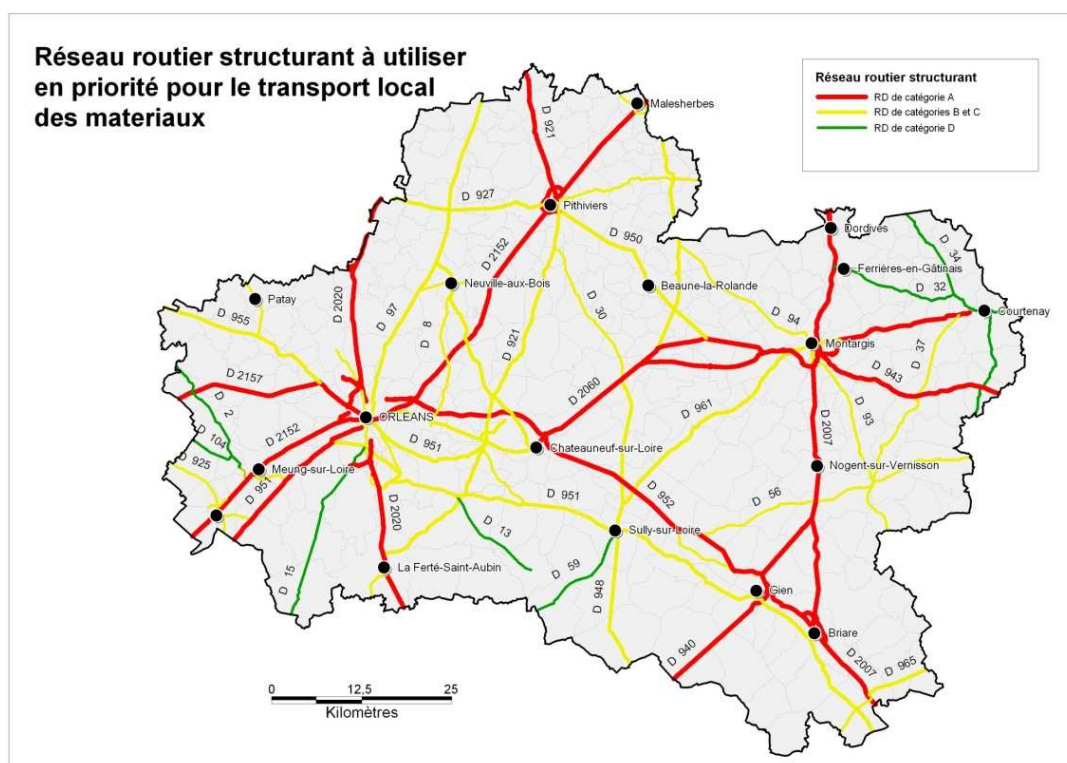 Réseau routier structurant à utiliser
en priorité pour le transport local
des materiaux
Réseau routier structurant
RD de catégorie A
RD de catégories B et C
RD de catégorie D
Malesherbes
D 921
D 927
Pithiviers
D 950
D 2152
Dordives
D 34
Ferrières-en-Gâtinais
D 32
Neuville-aux-Bois
Beaune-la-Rolande
Patay
D 2020
D 97
D 8
D 921
D 30
D 94
Courtenay
D 955
Montargis
D 37
D 943
D 2157
D 2060
D 961
D 93
D 2
ORLEANS
D 2007
D 104
D 2152
D 951
Chateauneuf-sur-Loire
D 925
Meung-sur-Loire
Nogent-sur-Vernisson
D 951
D 2020
D 951
D 952
D 56
D 13
Sully-sur-Loire
D 15
La Ferté-Saint-Aubin
D 59
D 948
Gien
Briare
D 940
D 2007
D 965
0 12,5 25
Kilomètres